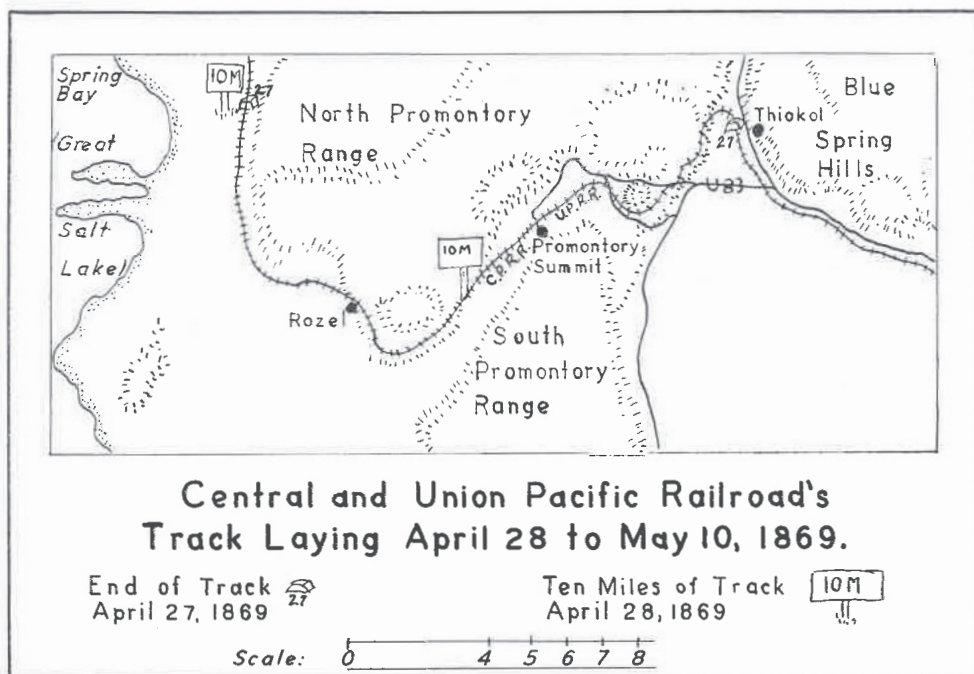 Spring
Bay
Great
Salt
Lake
10M
27
North Promontory
Range
Blue
Spring
Hills
Thiokol
27
U83
U.P.R.R.
C.P.R.R.
10M
Promontory
Summit
Rozel
South
Promontory
Range
Central and Union Pacific Railroad's
Track Laying April 28 to May 10, 1869.
End of Track
27
April 27, 1869
Ten Miles of Track
10M
April 28, 1869
Scale: 0 4 5 6 7 8